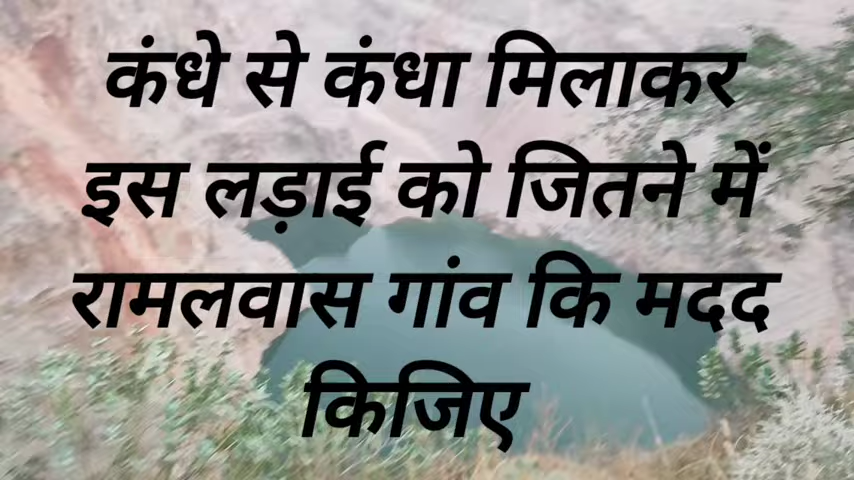 कंधे से कंधा मिलाकर
इस लड़ाई को जितने में
रामलवास गांव कि मदद
किजिए